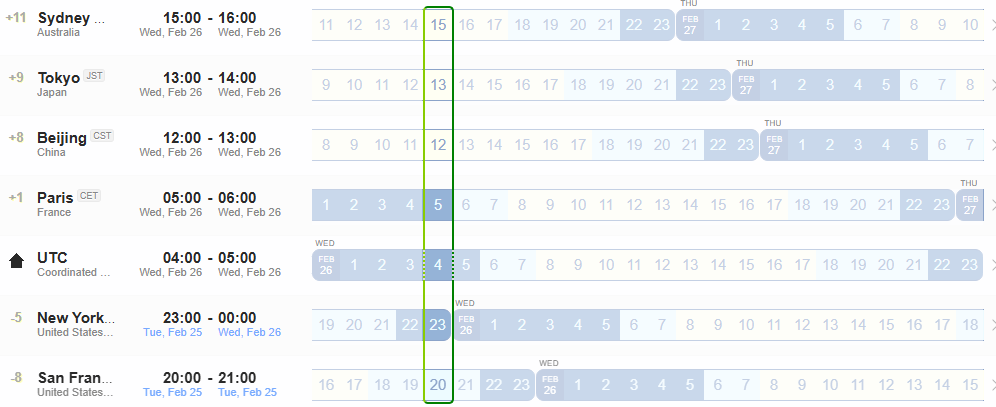 THU
+11 Sydney ... 15:00 - 16:00 11 12 13 14 15 16 17 18 19 20 21 22 23 FEB 27 1 2 3 4 5 6 7 8 9 10
Australia Wed, Feb 26 Wed, Feb 26
THU
+9 Tokyo JST 13:00 - 14:00 9 10 11 12 13 14 15 16 17 18 19 20 21 22 23 FEB 27 1 2 3 4 5 6 7 8
Japan Wed, Feb 26 Wed, Feb 26
THU
+8 Beijing CST 12:00 - 13:00 8 9 10 11 12 13 14 15 16 17 18 19 20 21 22 23 FEB 27 1 2 3 4 5 6 7
China Wed, Feb 26 Wed, Feb 26
THU
+1 Paris CET 05:00 - 06:00 1 2 3 4 5 6 7 8 9 10 11 12 13 14 15 16 17 18 19 20 21 22 23 FEB 27
France Wed, Feb 26 Wed, Feb 26
WED
UTC 04:00 - 05:00 FEB 26 1 2 3 4 5 6 7 8 9 10 11 12 13 14 15 16 17 18 19 20 21 22 23
Coordinated ... Wed, Feb 26 Wed, Feb 26
WED
-5 New York... 23:00 - 00:00 19 20 21 22 23 FEB 26 1 2 3 4 5 6 7 8 9 10 11 12 13 14 15 16 17 18
United States... Tue, Feb 25 Wed, Feb 26
WED
-8 San Fran... 20:00 - 21:00 16 17 18 19 20 21 22 23 FEB 26 1 2 3 4 5 6 7 8 9 10 11 12 13 14 15
United States... Tue, Feb 25 Tue, Feb 25